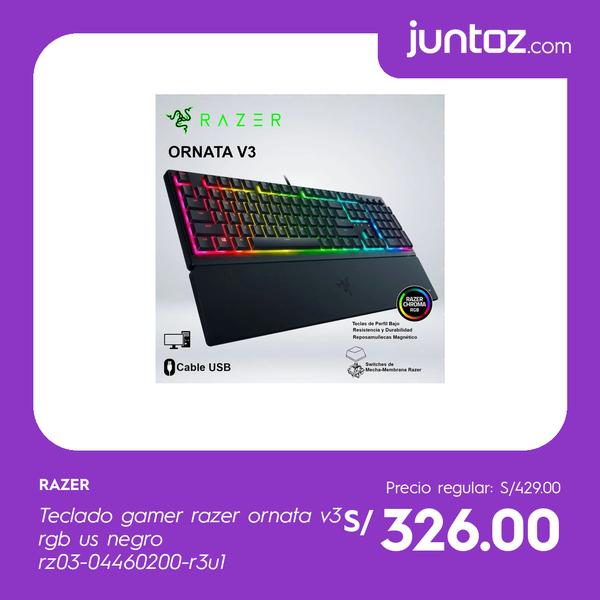 juntoz.com
RAZER
ORNATA V3
RAZER
CHROMA
RGB
Teclas de Perfil Bajo
Resistencia y Durabilidad
Reposamuñecas Magnético
Cable USB
Switches de
Mecha-Membrana Razer
RAZER
Precio regular: S/429.00
Teclado gamer razer ornata v3
rgb us negro
rz03-04460200-r3u1
S/ 326.00